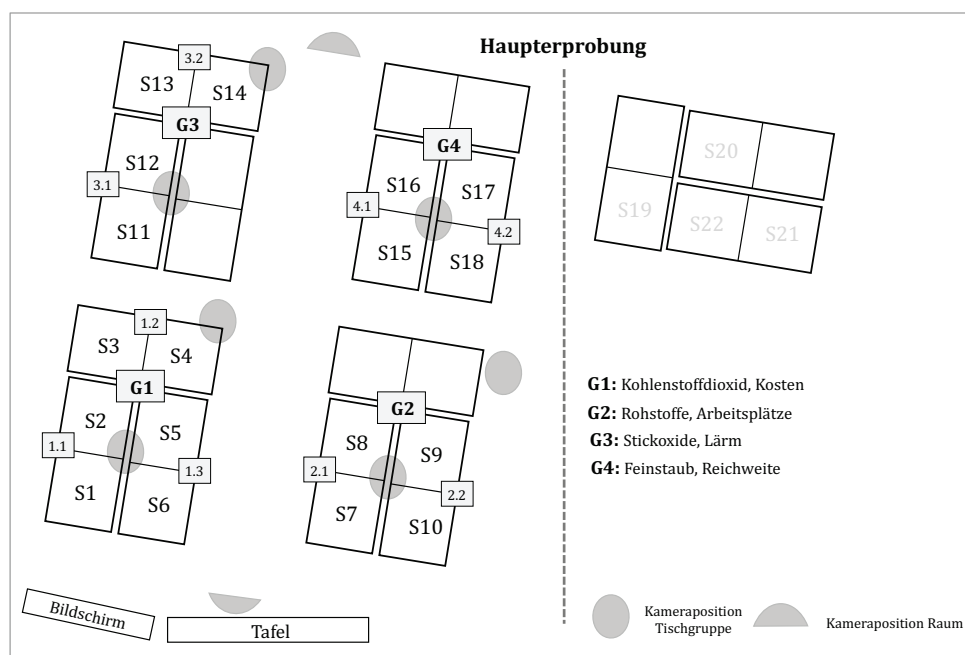 Haupterprobung
3.2
S13 S14
G3
S12
3.1
S11
G4
S16 S17
4.1
4.2
S15 S18
S20
S19 S22 S21
1.2
S3 S4
G1
S2 S5
1.1
1.3
S1 S6
G2
S8 S9
2.1
2.2
S7 S10
G1: Kohlenstoffdioxid, Kosten
G2: Rohstoffe, Arbeitsplätze
G3: Stickoxide, Lärm
G4: Feinstaub, Reichweite
Bildschirm
Tafel
Kameraposition
Tischgruppe
Kameraposition Raum